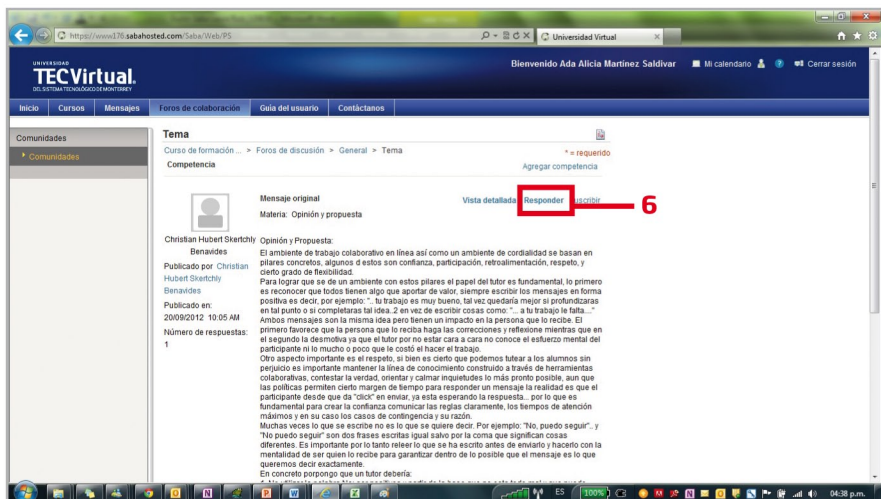 https://www176.sabahosted.com/Saba/Web/PS
Universidad Virtual
UNIVERSIDAD
TECVirtual.
DEL SISTEMA TECNOLÓGICO DE MONTERREY
Bienvenido Ada Alicia Martínez Saldivar
Mi calendario
Cerrar sesión
Inicio Cursos Mensajes Foros de colaboración Guía del usuario Contáctanos
Comunidades
Comunidades
Tema
Curso de formación ... > Foros de discusión > General > Tema
* = requerido
Competencia
Agregar competencia
Mensaje original
Vista detallada Responder Suscribir
6
Materia: Opinión y propuesta
Christian Hubert Skertchly
Benavides
Publicado por Christian
Hubert Skertchly
Benavides
Publicado en:
20/09/2012 10:05 AM
Número de respuestas:
1
Opinión y Propuesta:
El ambiente de trabajo colaborativo en línea así como un ambiente de cordialidad se basan en
pilares concretos, algunos d estos son confianza, participación, retroalimentación, respeto, y
cierto grado de flexibilidad.
Para lograr que se de un ambiente con estos pilares el papel del tutor es fundamental, lo primero
es reconocer que todos tienen algo que aportar de valor, siempre escribir los mensajes en forma
positiva es decir, por ejemplo: ".. tu trabajo es muy bueno, tal vez quedaría mejor si profundizaras
en tal punto o si completaras tal idea..2 en vez de escribir cosas como: "... a tu trabajo le falta...."
Ambos mensajes son la misma idea pero tienen un impacto en la persona que lo recibe. El
primero favorece que la persona que lo reciba haga las correcciones y reflexione mientras que en
el segundo la desmotiva ya que el tutor por no estar cara a cara no conoce el esfuerzo mental del
participante ni lo mucho o poco que le costó el hacer el trabajo.
Otro aspecto importante es el respeto, si bien es cierto que podemos tutear a los alumnos sin
perjuicio es importante mantener la línea de conocimiento construido a través de herramientas
colaborativas, contestar la verdad, orientar y calmar inquietudes lo más pronto posible, aun que
las políticas permiten cierto margen de tiempo para responder un mensaje la realidad es que el
participante desde que da "click" en enviar, ya esta esperando la respuesta... por lo que es
fundamental para crear la confianza comunicar las reglas claramente, los tiempos de atención
máximos y en su caso los casos de contingencia y su razón.
Muchas veces lo que se escribe no es lo que se quiere decir. Por ejemplo: "No, puedo seguir".. y
"No puedo seguir" son dos frases escritas igual salvo por la coma que significan cosas
diferentes. Es importante por lo tanto releer lo que se ha escrito antes de enviarlo y hacerlo con la
mentalidad de ser quien lo recibe para garantizar dentro de lo posible que el mensaje es lo que
queremos decir exactamente.
En concreto porpongo que un tutor debería:
ES 100% 04:38 p.m.